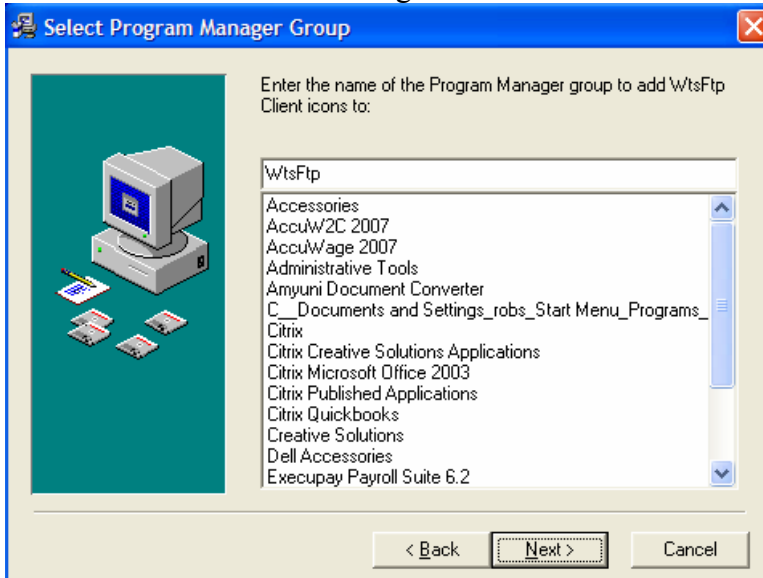 Select Program Manager Group
Enter the name of the Program Manager group to add WtsFtp
Client icons to:
WtsFtp
Accessories
AccuW2C 2007
AccuWage 2007
Administrative Tools
Amyuni Document Converter
C__Documents and Settings_robs_Start Menu_Programs_
Citrix
Citrix Creative Solutions Applications
Citrix Microsoft Office 2003
Citrix Published Applications
Citrix Quickbooks
Creative Solutions
Dell Accessories
Execupay Payroll Suite 6.2
< Back
Next >
Cancel